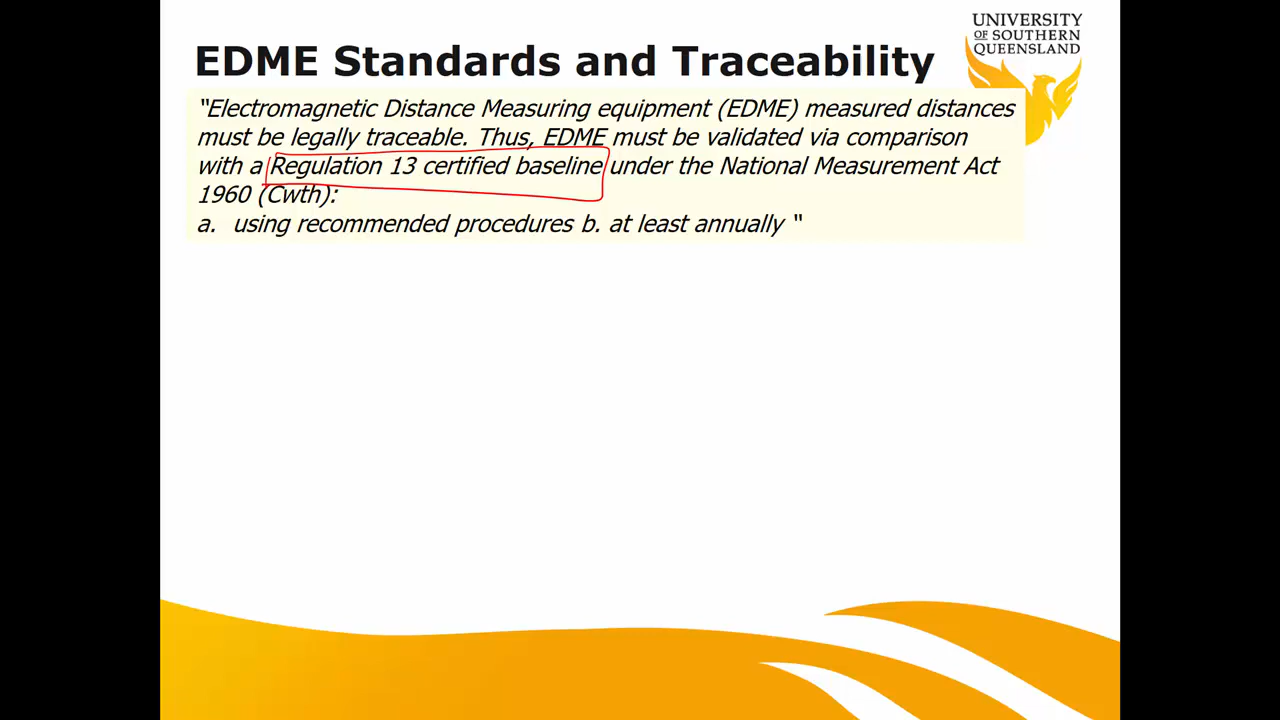 UNIVERSITY
OF SOUTHERN
QUEENSLAND
EDME Standards and Traceability
“Electromagnetic Distance Measuring equipment (EDME) measured distances
must be legally traceable. Thus, EDME must be validated via comparison
with a Regulation 13 certified baseline under the National Measurement Act
1960 (Cwth):
a. using recommended procedures b. at least annually “